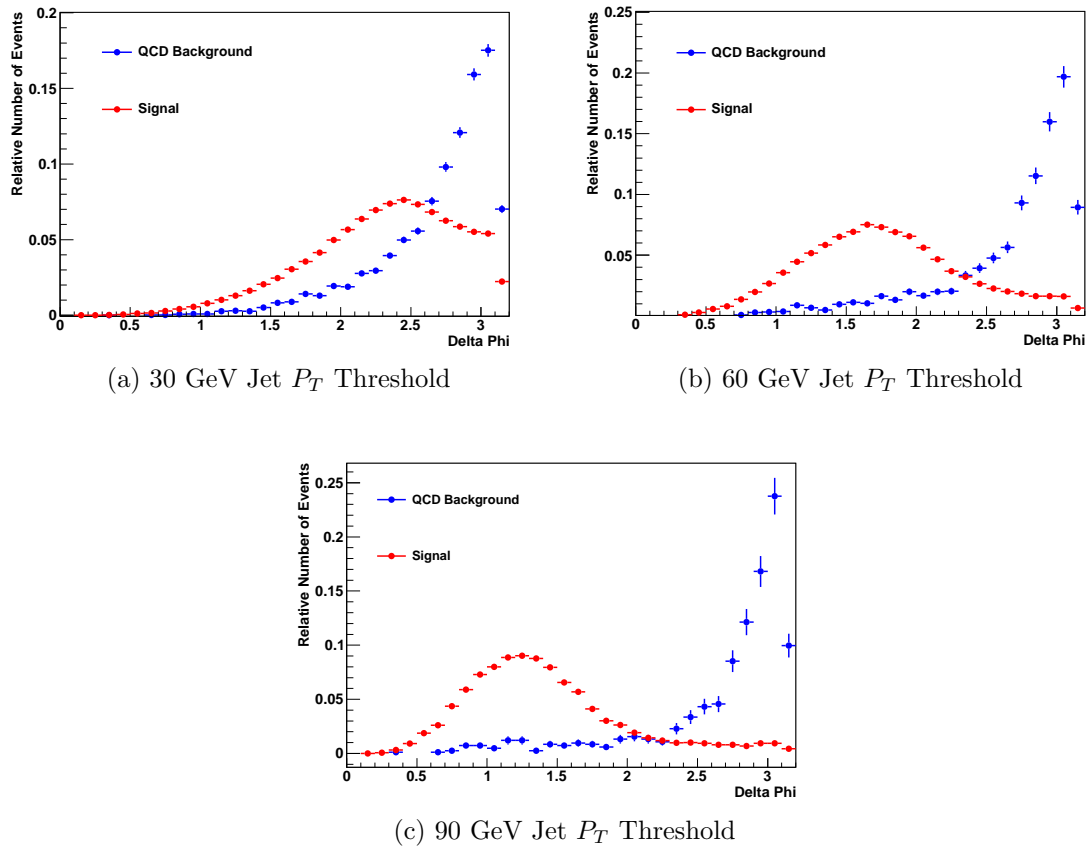 Relative Number of Events
0.2
0.15
0.1
0.05
0
QCD Background
Signal
0 0.5 1 1.5 2 2.5 3
Delta Phi
(a) 30 GeV Jet P_T Threshold
Relative Number of Events
0.25
0.2
0.15
0.1
0.05
0
QCD Background
Signal
0 0.5 1 1.5 2 2.5 3
Delta Phi
(b) 60 GeV Jet P_T Threshold
Relative Number of Events
0.25
0.2
0.15
0.1
0.05
0
QCD Background
Signal
0 0.5 1 1.5 2 2.5 3
Delta Phi
(c) 90 GeV Jet P_T Threshold